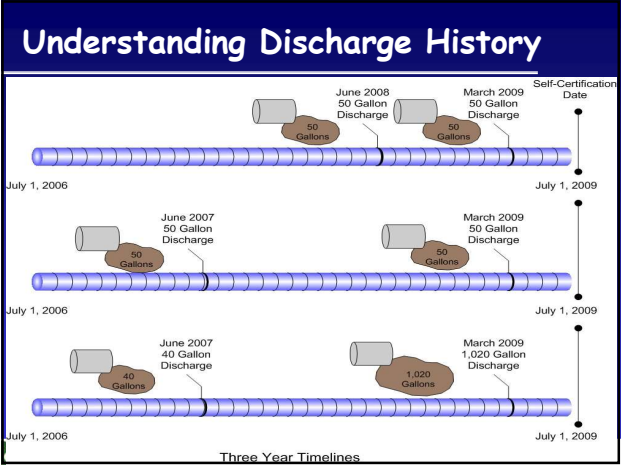 Understanding Discharge History
Self-Certification
Date
June 2008
50 Gallon
Discharge
March 2009
50 Gallon
Discharge
50
Gallons
50
Gallons
July 1, 2006
July 1, 2009
June 2007
50 Gallon
Discharge
March 2009
50 Gallon
Discharge
50
Gallons
50
Gallons
July 1, 2006
July 1, 2009
June 2007
40 Gallon
Discharge
March 2009
1,020 Gallon
Discharge
40
Gallons
1,020
Gallons
July 1, 2006
July 1, 2009
Three Year Timelines